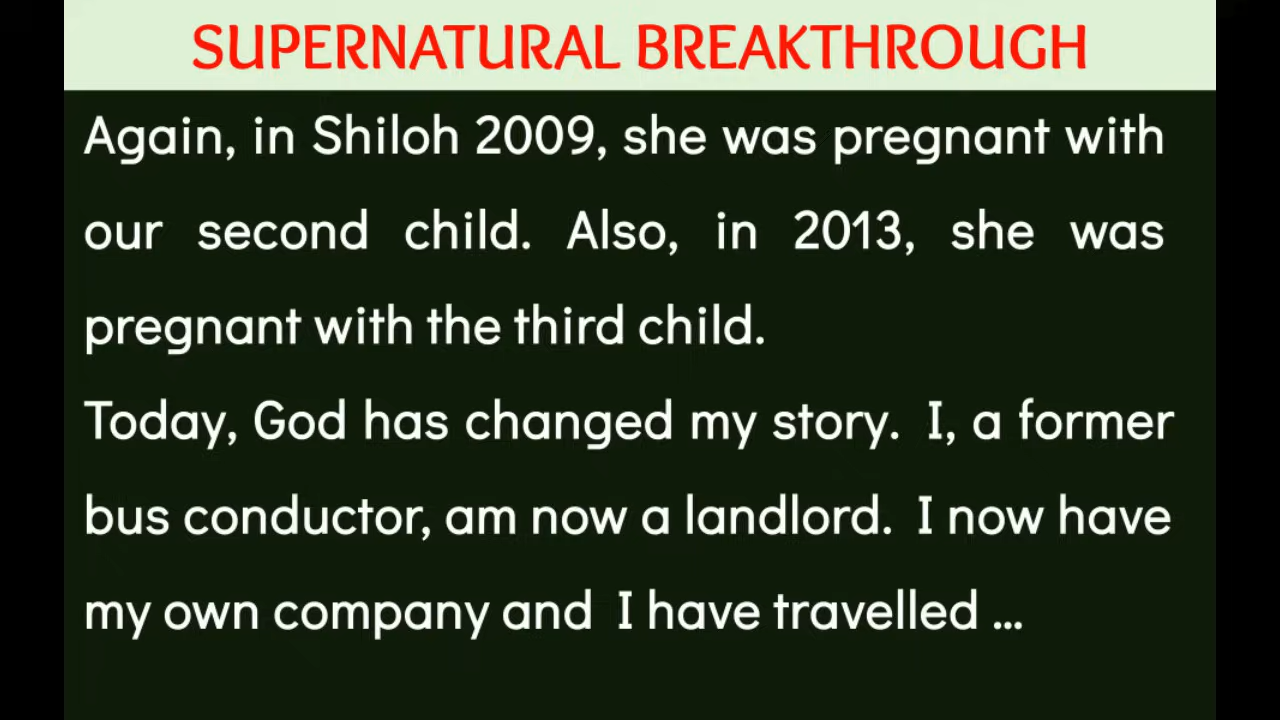 SUPERNATURAL BREAKTHROUGH
Again, in Shiloh 2009, she was pregnant with
our second child. Also, in 2013, she was
pregnant with the third child.
Today, God has changed my story. I, a former
bus conductor, am now a landlord. I now have
my own company and I have travelled ...